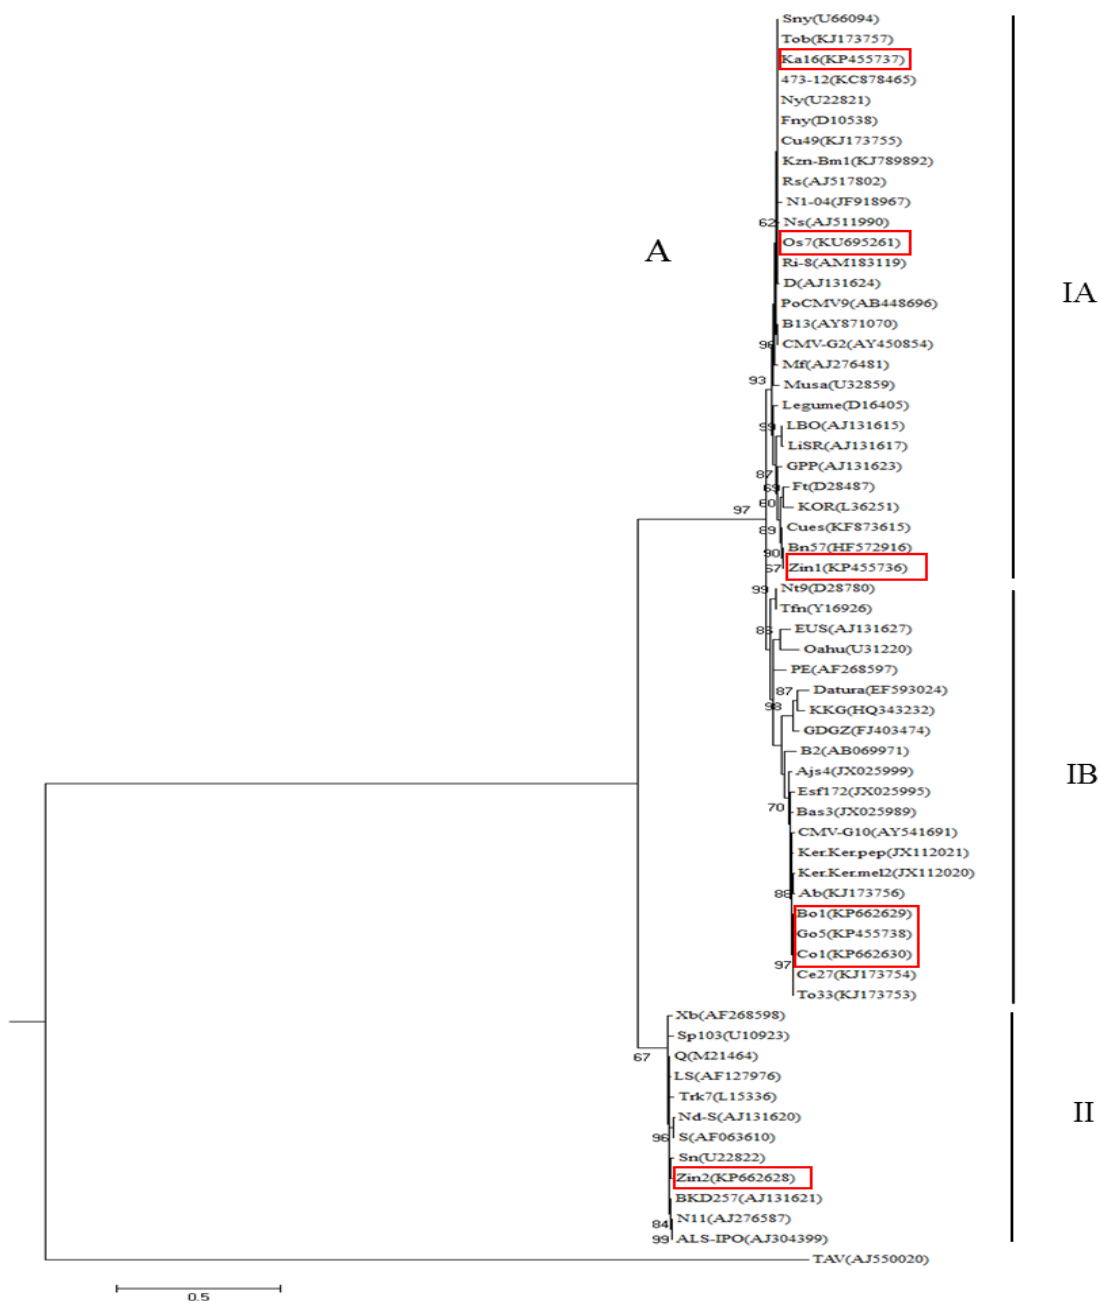 Sny(U66094)
Tob(KJ173757)
Ka16(KP455737)
473-12(KC878465)
Ny(U22821)
Fny(D10538)
Cu49(KJ173755)
Kzn-Bm1(KJ789892)
Rs(AJ517802)
N1-04(JF918967)
62
Ns(AJ511990)
A
Os7(KU695261)
Ri-8(AM183119)
D(AJ131624)
IA
PoCMV9(AB448696)
B13(AY871070)
96
CMV-G2(AY450854)
Mf(AJ276481)
93
Musa(U32859)
Legume(D16405)
99
LBO(AJ131615)
LiSR(AJ131617)
87
GPP(AJ131623)
69
Ft(D28487)
97
60
KOR(L36251)
89
Cues(KF873615)
90
Bn57(HF572916)
67
Zin1(KP455736)
99
Nt9(D28780)
Tfn(Y16926)
EUS(AJ131627)
Oahu(U31220)
PE(AF268597)
87
Datura(EF593024)
98
KKG(HQ343232)
GDGZ(FJ403474)
B2(AB069971)
Ajs4(JX025999)
IB
Esf172(JX025995)
70
Bas3(JX025989)
CMV-G10(AY541691)
Ker.Ker.pep(JX112021)
Ker.Ker.mel2(JX112020)
88
Ab(KJ173756)
Bo1(KP662629)
Go5(KP455738)
Co1(KP662630)
97
Ce27(KJ173754)
To33(KJ173753)
Xb(AF268598)
Sp103(U10923)
67
Q(M21464)
LS(AF127976)
Trk7(L15336)
Nd-S(AJ131620)
II
96
S(AF063610)
Sn(U22822)
Zin2(KP662628)
BKD257(AJ131621)
84
N11(AJ276587)
99
ALS-IPO(AJ304399)
TAV(AJ550020)
0.5